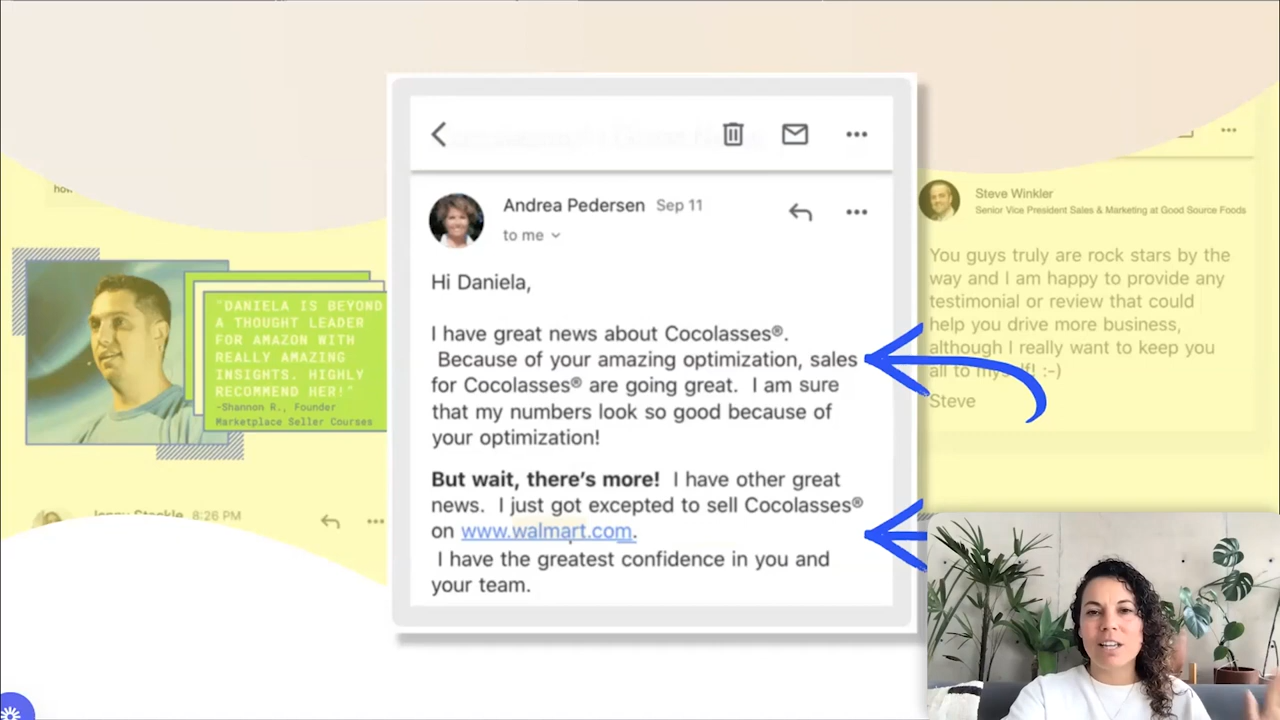 how
"DANIELA IS BEYOND
A THOUGHT LEADER
FOR AMAZON WITH
REALLY AMAZING
INSIGHTS. HIGHLY
RECOMMEND HER!"
-Shannon R., Founder
Marketplace Seller Courses
8:26 PM
Andrea Pedersen Sep 11
to me
Hi Daniela,
I have great news about Cocolasses®.
Because of your amazing optimization, sales
for Cocolasses® are going great. I am sure
that my numbers look so good because of
your optimization!
But wait, there's more! I have other great
news. I just got excepted to sell Cocolasses®
on www.walmart.com.
I have the greatest confidence in you and
your team.
Steve Winkler
Senior Vice President Sales & Marketing at Good Source Foods
You guys truly are rock stars by the
way and I am happy to provide any
testimonial or review that could
help you drive more business,
although I really want to keep you
all to myself! :-)
Steve